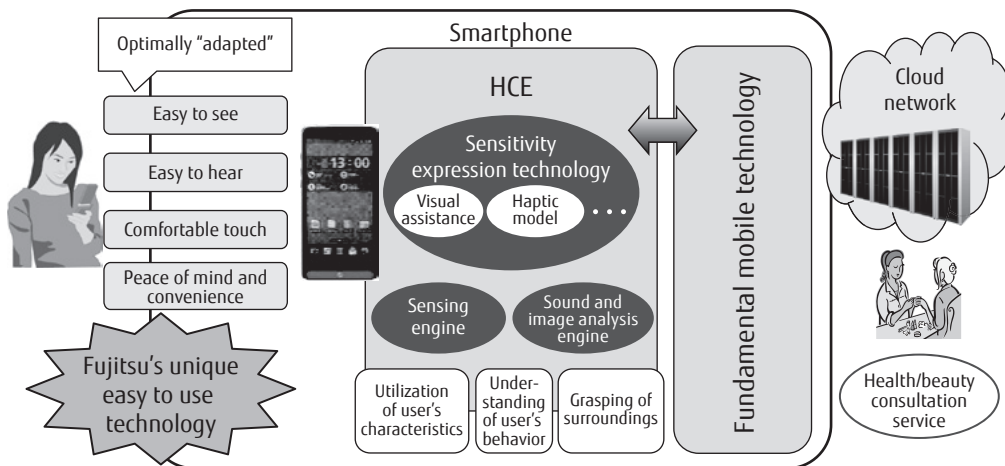 Optimally “adapted”
Easy to see
Easy to hear
Comfortable touch
Peace of mind and
convenience
Fujitsu’s unique
easy to use
technology
Smartphone
HCE
Sensitivity
expression technology
Visual
assistance
Haptic
model
• • •
Sensing
engine
Sound and
image analysis
engine
Utilization
of user’s
characteristics
Under-
standing
of user’s
behavior
Grasping of
surroundings
13:00
Fundamental mobile technology
Cloud
network
Health/beauty
consultation
service